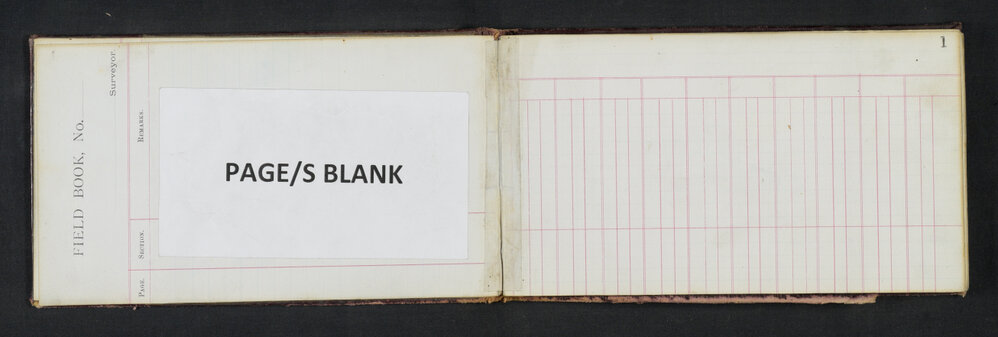 FIELD BOOK, No.
Surveyor.
PAGE.
SECTION.
REMARKS.
PAGE/S BLANK
1